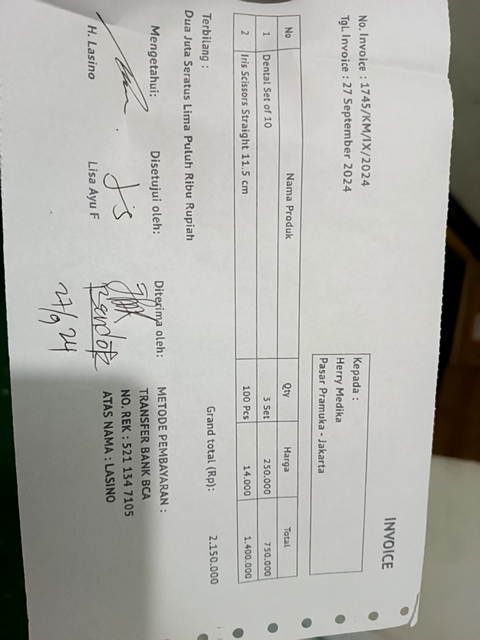 INVOICE
No. Invoice : 1745/KM/IX/2024
Tgl. Invoice : 27 September 2024
Kepada :
Herry Medika
Pasar Pramuka - Jakarta
No Nama Produk Qty Harga Total
1 Dental Set of 10 3 Set 250.000 750.000
2 Iris Scissors Straight 11.5 cm 100 Pcs 14.000 1.400.000
Grand total (Rp): 2.150.000
Terbilang :
Dua Juta Seratus Lima Puluh Ribu Rupiah
Mengetahui: Disetujui oleh: Diterima oleh:
H. Lasino Lisa Ayu F
27/9 24
METODE PEMBAYARAN :
TRANSFER BANK BCA
NO. REK : 521 134 7105
ATAS NAMA : LASINO